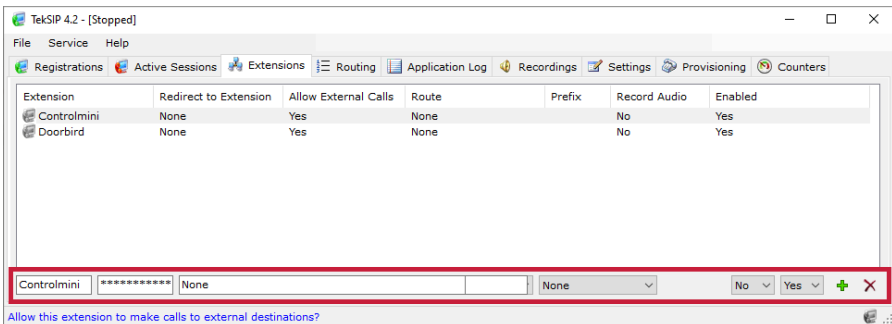 TekSIP 4.2 - [Stopped]
File Service Help
Registrations Active Sessions Extensions Routing Application Log Recordings Settings Provisioning Counters
Extension Redirect to Extension Allow External Calls Route Prefix Record Audio Enabled
Controlmini None Yes None No Yes
Doorbird None Yes None No Yes
Controlmini *********** None None No Yes
Allow this extension to make calls to external destinations?